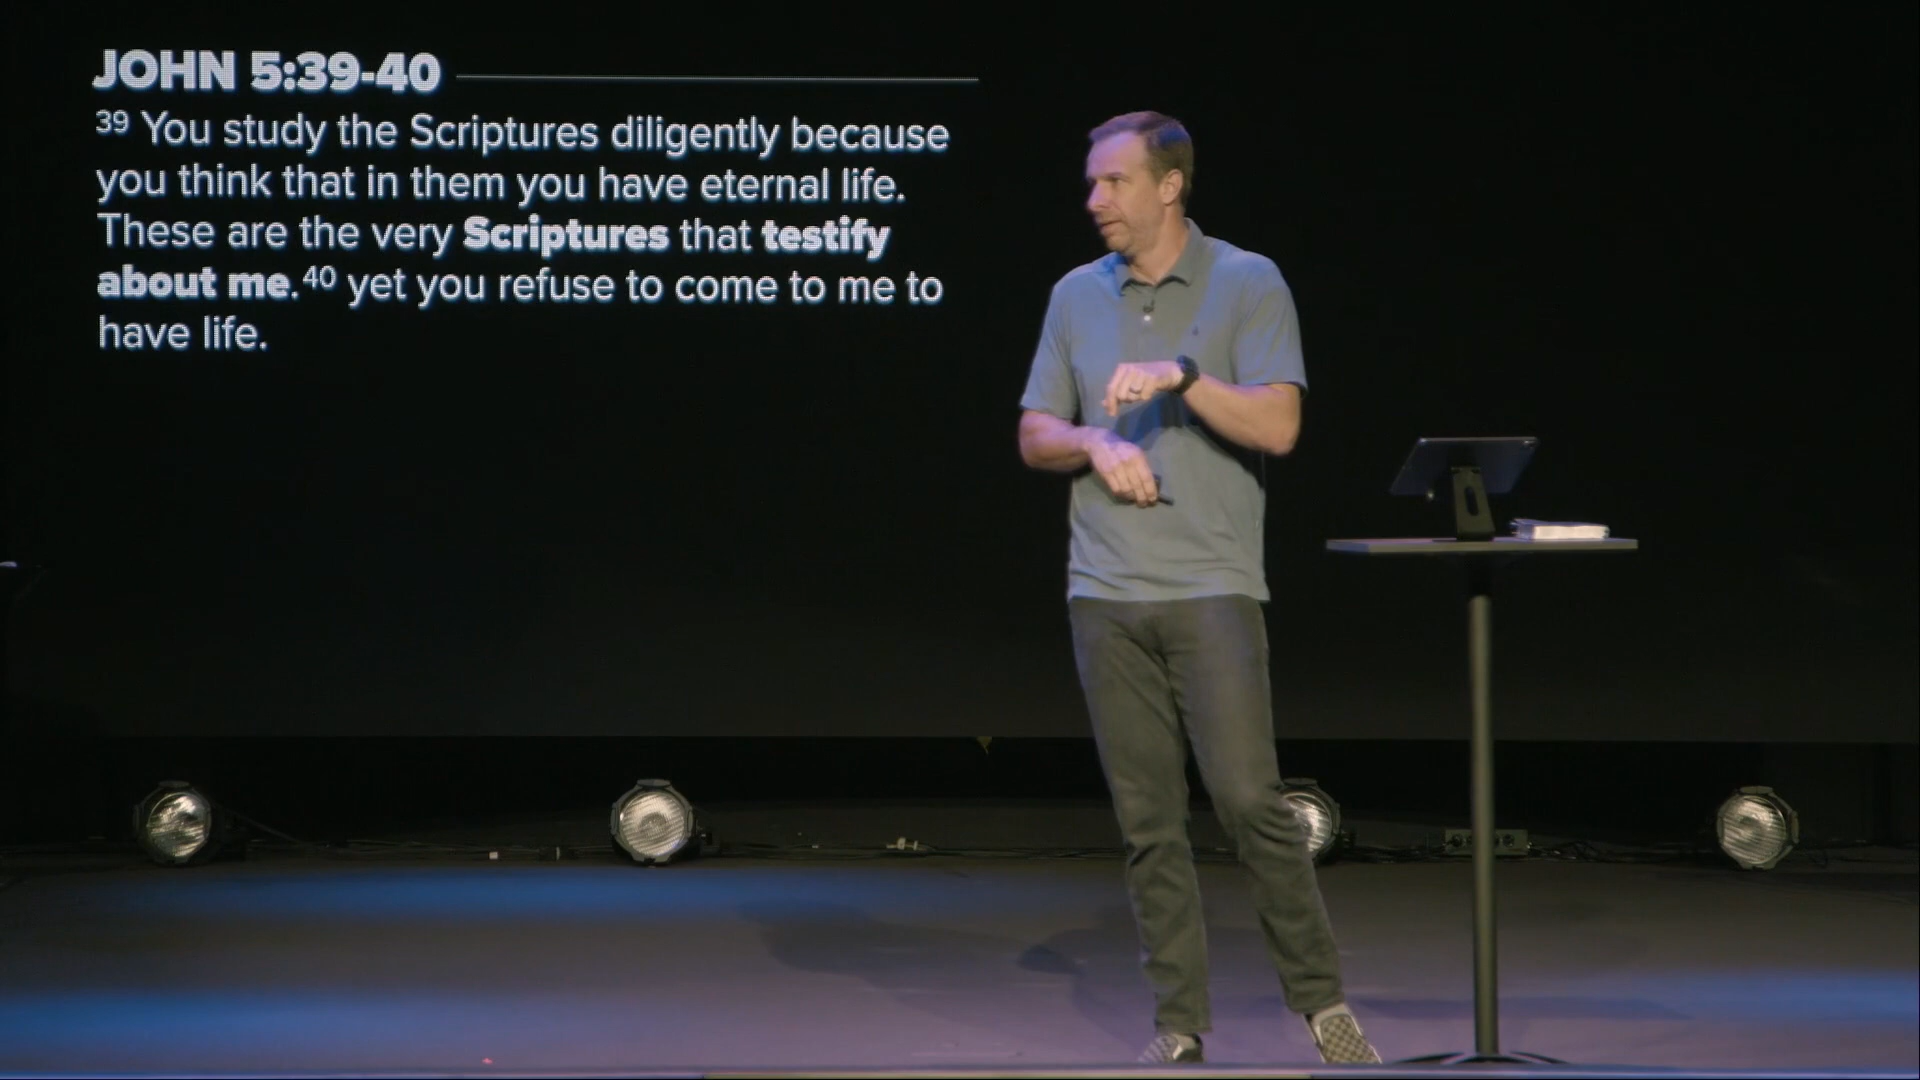 JOHN 5:39-40
39 You study the Scriptures diligently because
you think that in them you have eternal life.
These are the very Scriptures that testify
about me.40 yet you refuse to come to me to
have life.